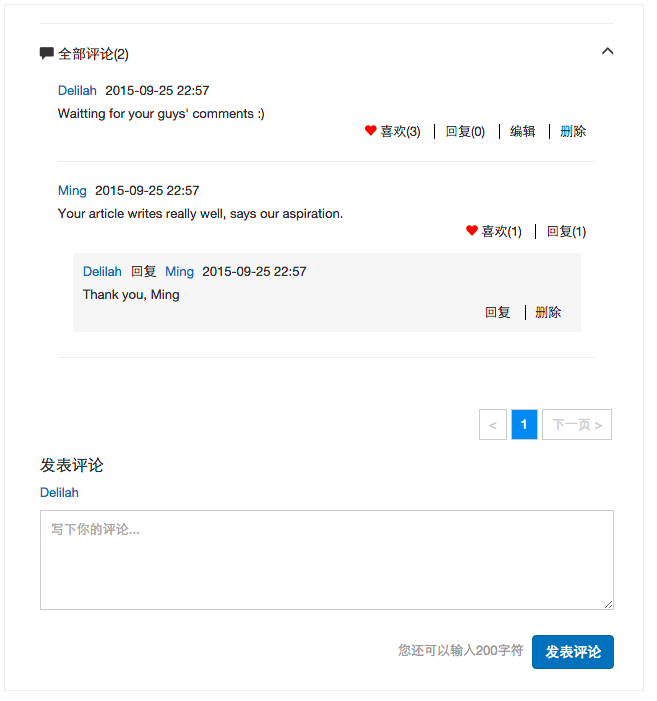 全部评论(2)
Delilah 2015-09-25 22:57
Waitting for your guys' comments :)
喜欢(3) 回复(0) 编辑 删除
Ming 2015-09-25 22:57
Your article writes really well, says our aspiration.
喜欢(1) 回复(1)
Delilah 回复 Ming 2015-09-25 22:57
Thank you, Ming
回复 删除
< 1 下一页 >
发表评论
Delilah
写下你的评论...
您还可以输入200字符 发表评论